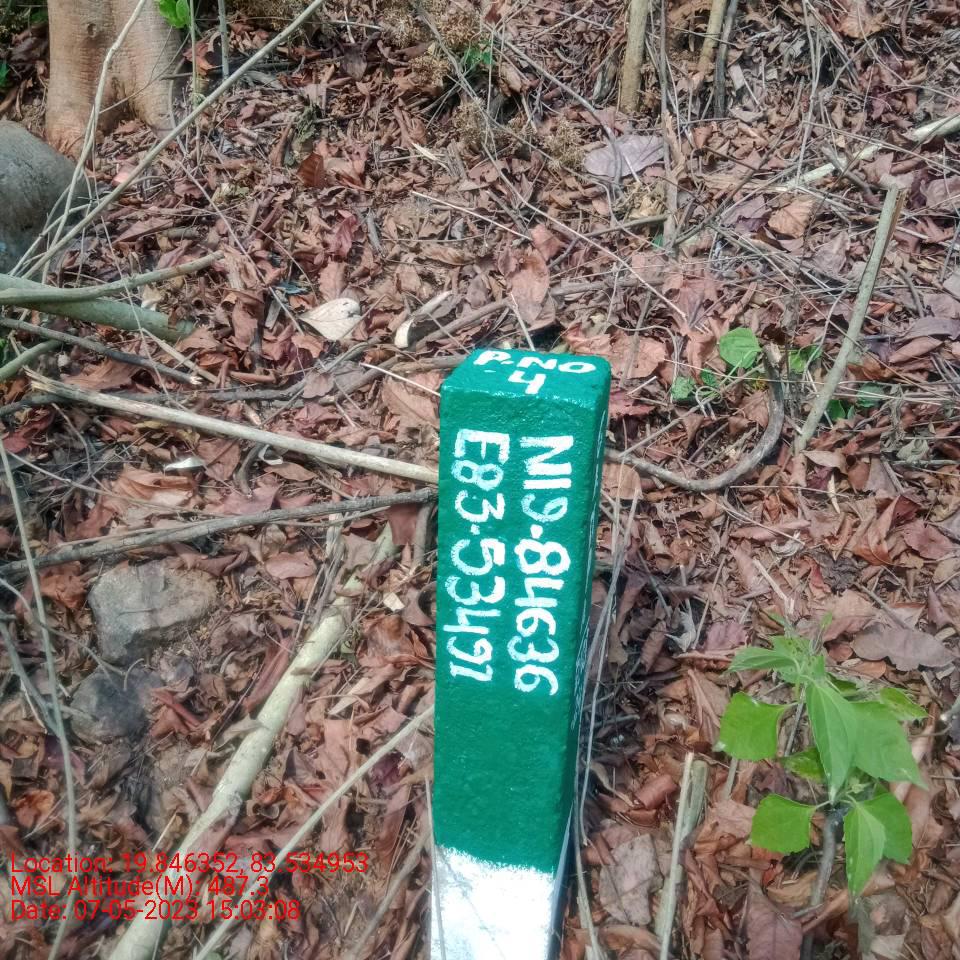 P.NO
4
N19.84636
E83.53491
Location: 19.846352, 83.534953
MSL Altitude(M): 487.3
Date: 07-05-2023 15:03:08